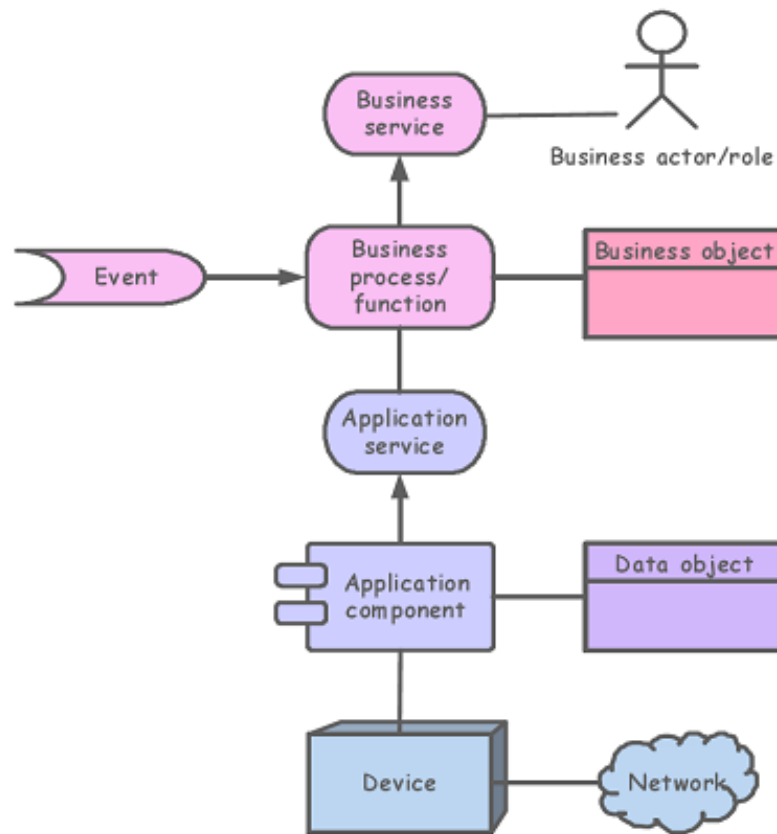 Business
service
Business actor/role
Event
Business
process/
function
Business object
Application
service
Application
component
Data object
Device
Network